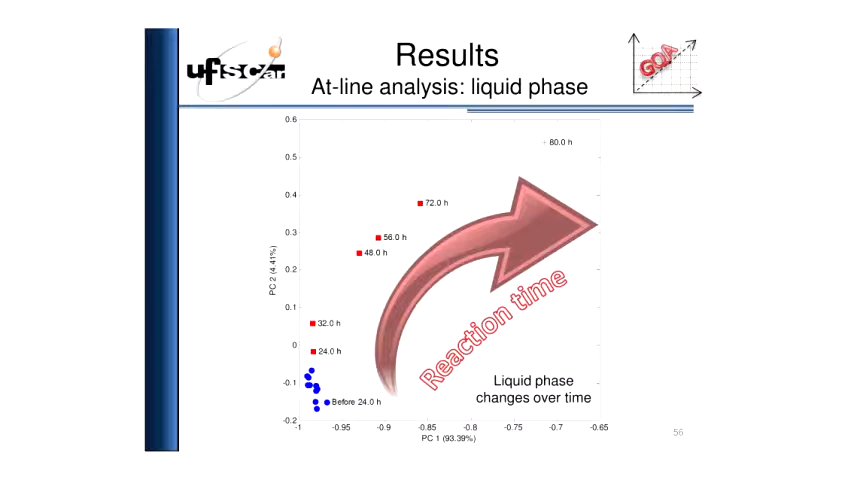 Results
At-line analysis: liquid phase
ufscar
GOA
0.6
0.5
0.4
0.3
0.2
0.1
0
-0.1
-0.2
PC 2 (4.41%)
80.0 h
72.0 h
56.0 h
48.0 h
32.0 h
24.0 h
Before 24.0 h
Reaction time
Liquid phase
changes over time
-1 -0.95 -0.9 -0.85 -0.8 -0.75 -0.7 -0.65
PC 1 (93.39%)
56